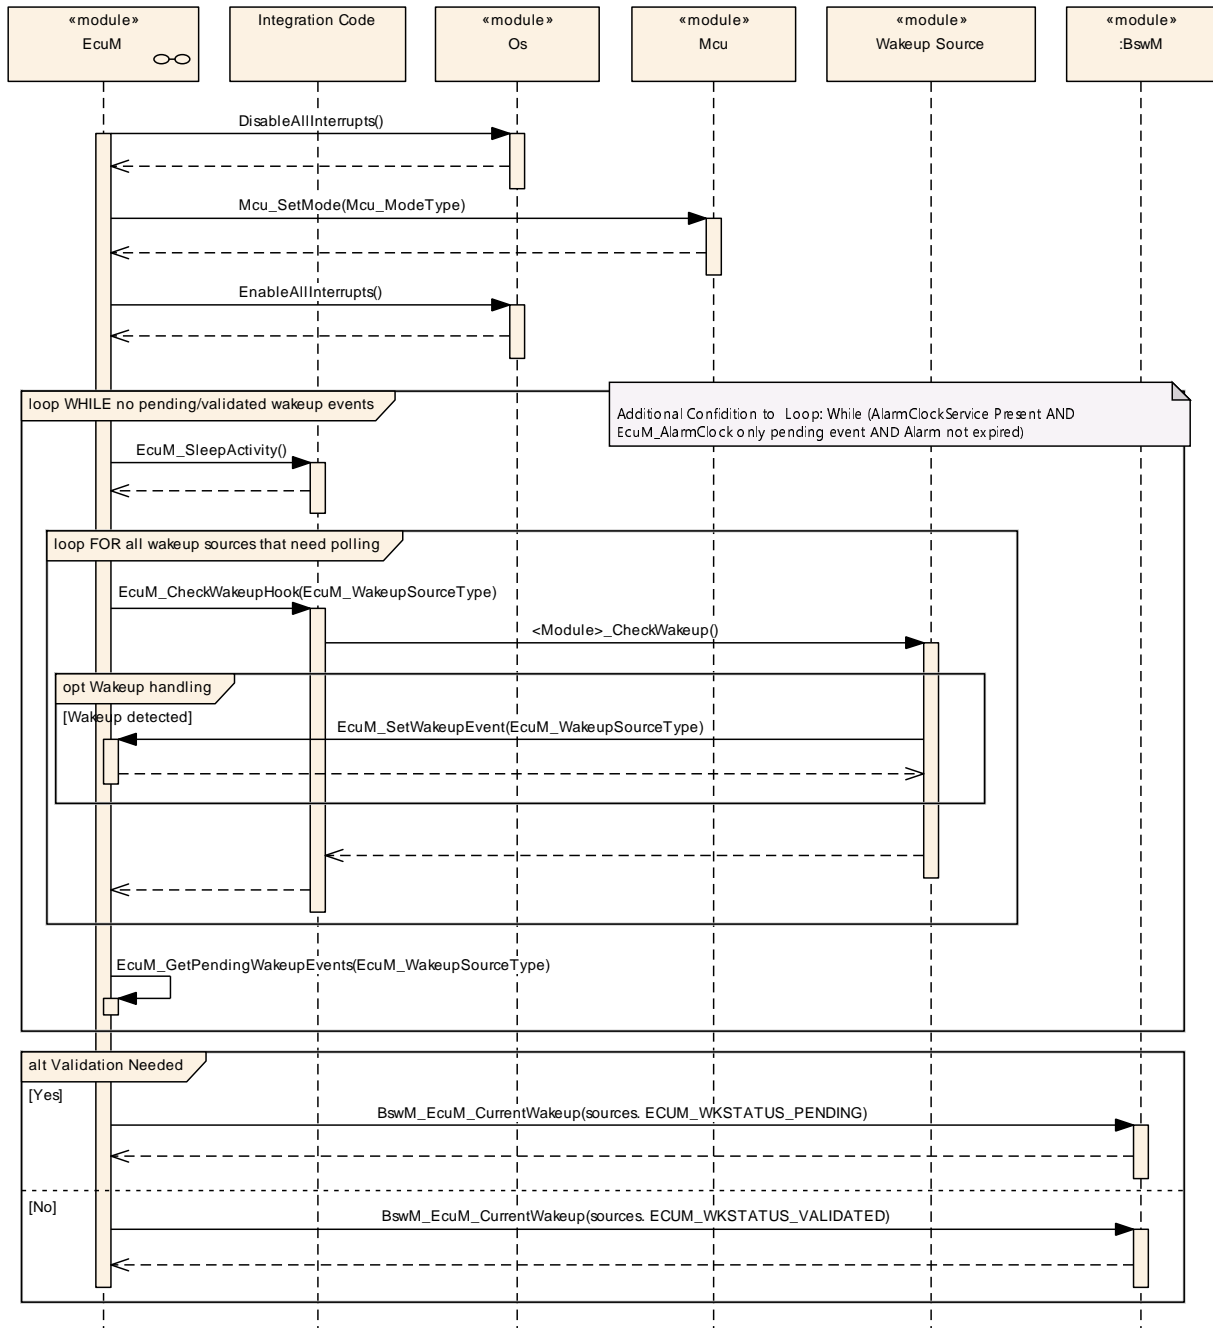 «module»
EcuM
Integration Code
«module»
Os
«module»
Mcu
«module»
Wakeup Source
«module»
:BswM
DisableAllInterrupts()
Mcu_SetMode(Mcu_ModeType)
EnableAllInterrupts()
loop WHILE no pending/validated wakeup events
Additional Confidition to Loop: While (AlarmClockService Present AND
EcuM_AlarmClock only pending event AND Alarm not expired)
EcuM_SleepActivity()
loop FOR all wakeup sources that need polling
EcuM_CheckWakeupHook(EcuM_WakeupSourceType)
<Module>_CheckWakeup()
opt Wakeup handling
[Wakeup detected]
EcuM_SetWakeupEvent(EcuM_WakeupSourceType)
EcuM_GetPendingWakeupEvents(EcuM_WakeupSourceType)
alt Validation Needed
[Yes]
BswM_EcuM_CurrentWakeup(sources. ECUM_WKSTATUS_PENDING)
[No]
BswM_EcuM_CurrentWakeup(sources. ECUM_WKSTATUS_VALIDATED)